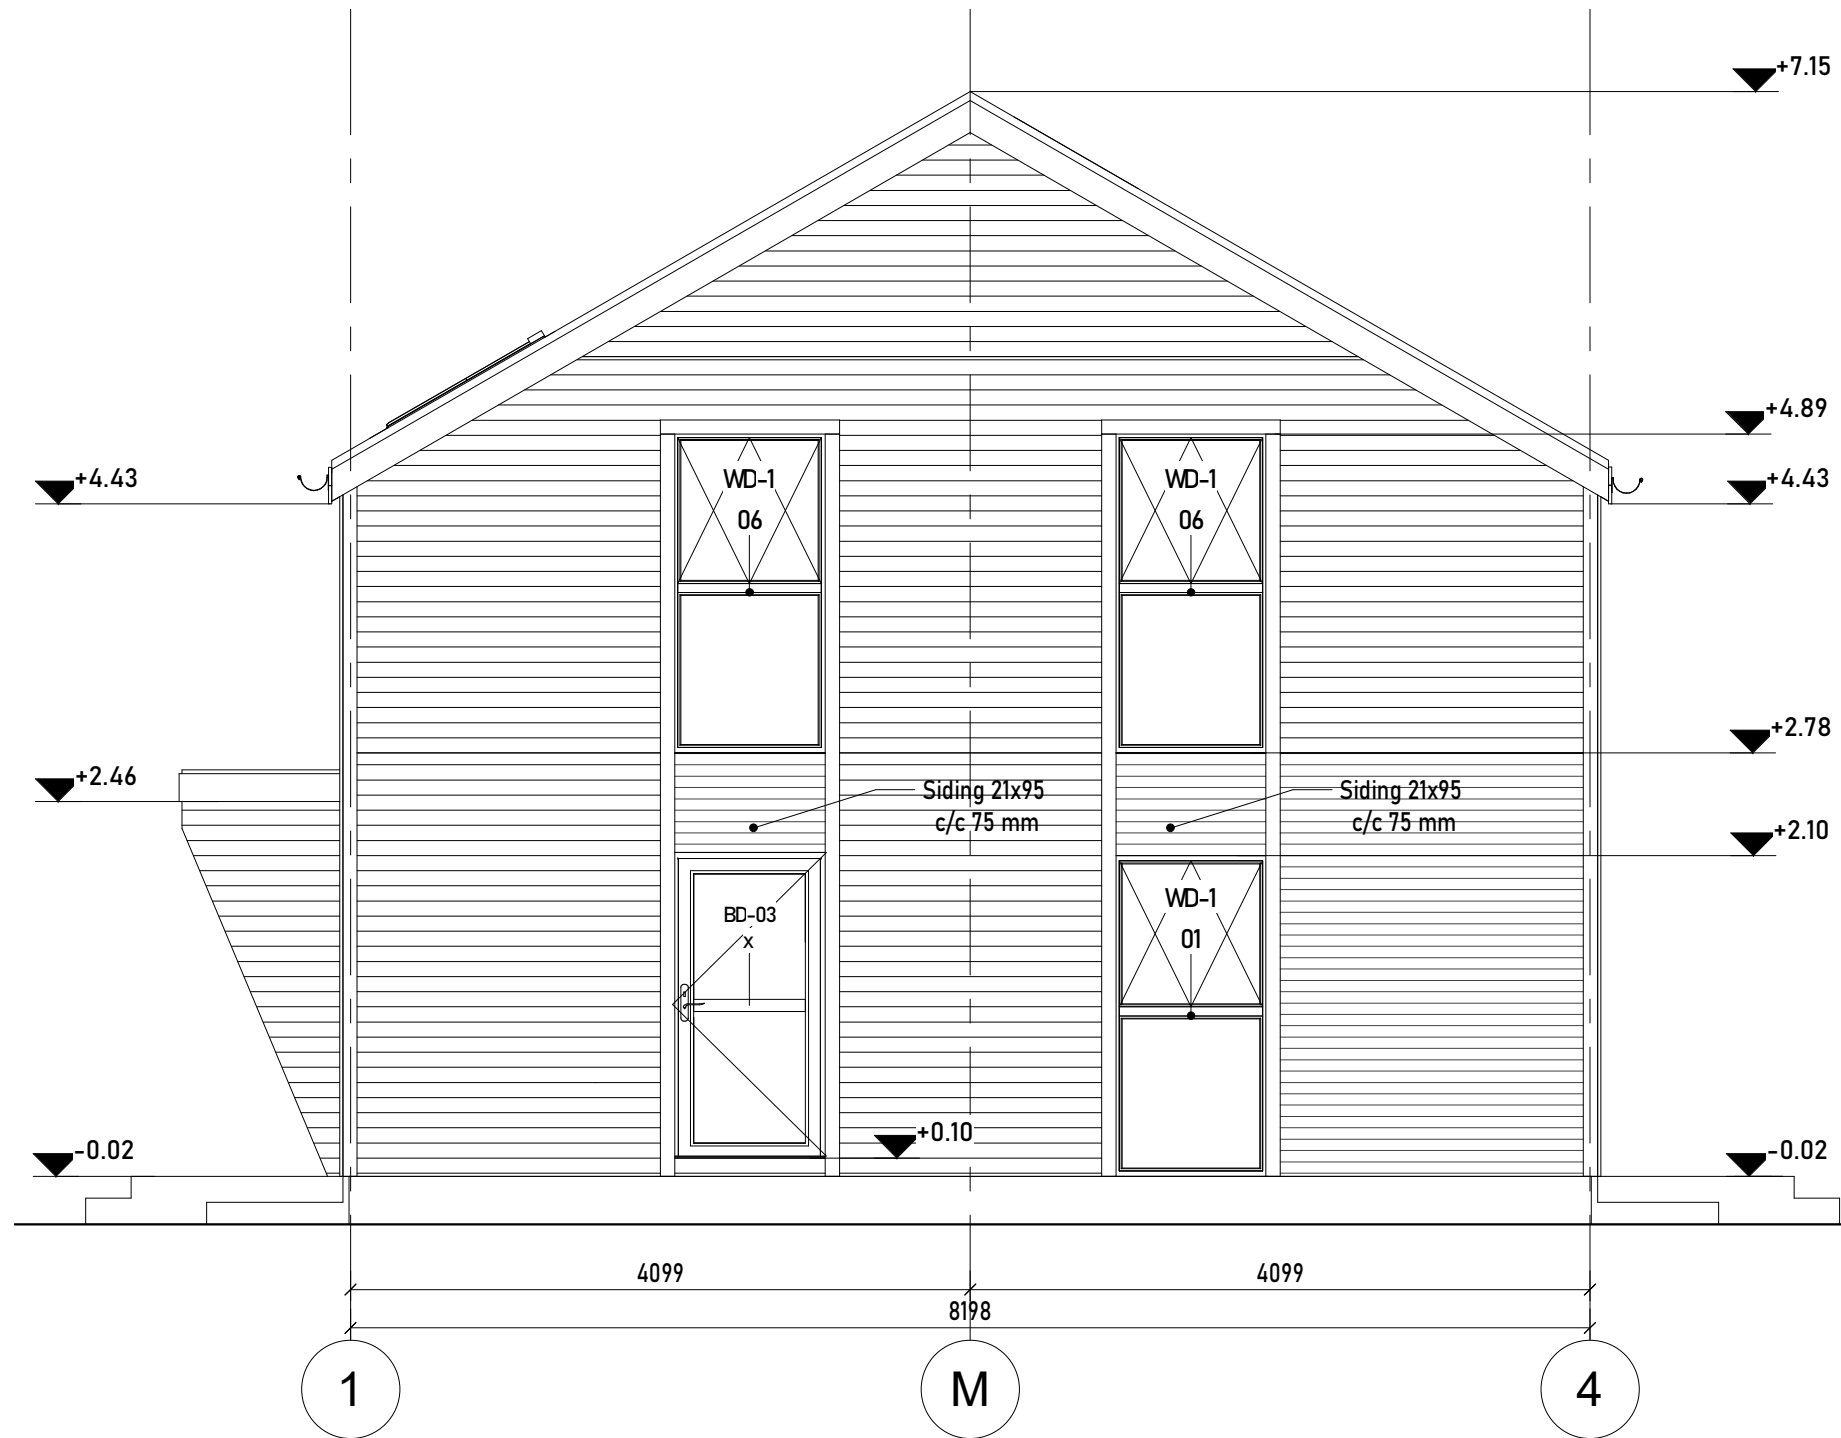 +7.15
+4.89
+4.43
+4.43
WD-1
06
WD-1
06
+2.78
+2.46
Siding 21x95
c/c 75 mm
Siding 21x95
c/c 75 mm
+2.10
WD-1
01
BD-03
x
+0.10
-0.02
-0.02
4099
4099
8198
1
M
4